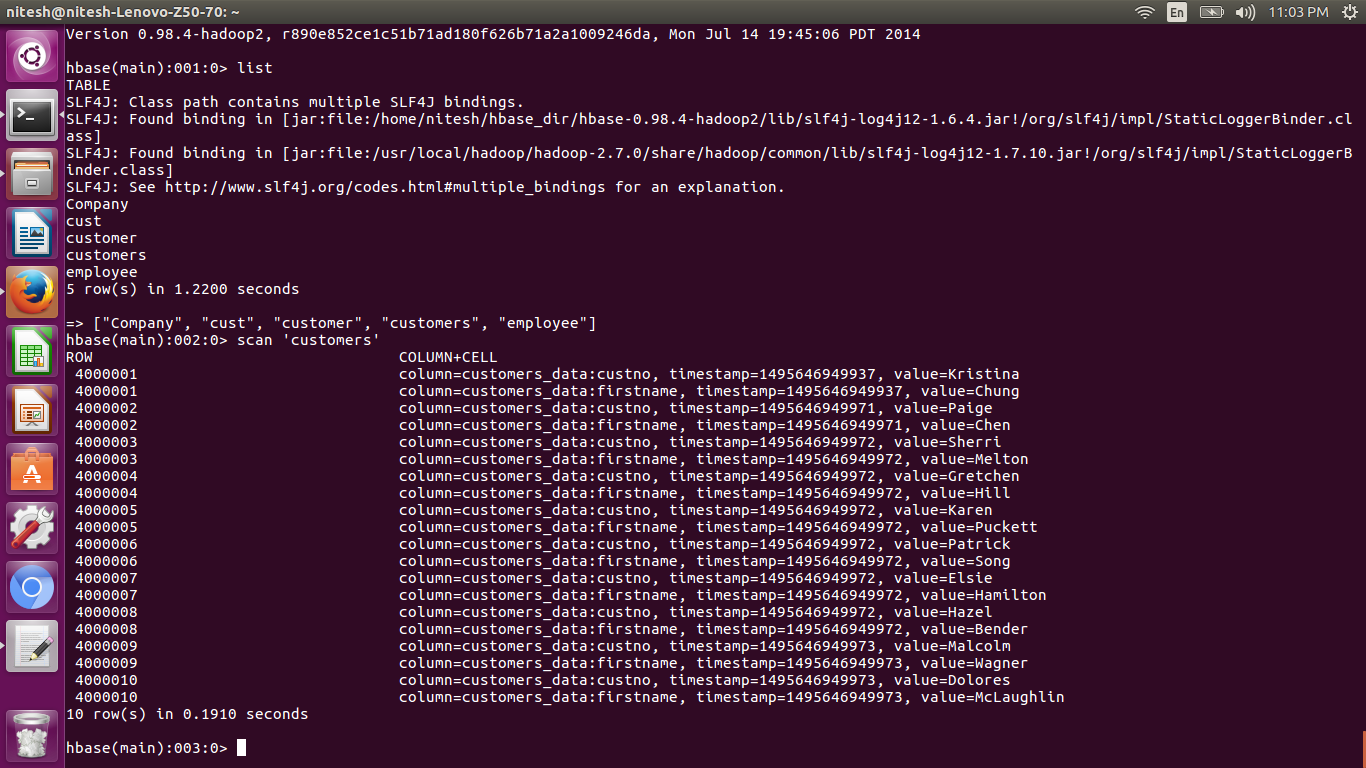 nitesh@nitesh-Lenovo-Z50-70: ~
En
11:03 PM
Version 0.98.4-hadoop2, r890e852ce1c51b71ad180f626b71a2a1009246da, Mon Jul 14 19:45:06 PDT 2014
hbase(main):001:0> list
TABLE
SLF4J: Class path contains multiple SLF4J bindings.
SLF4J: Found binding in [jar:file:/home/nitesh/hbase_dir/hbase-0.98.4-hadoop2/lib/slf4j-log4j12-1.6.4.jar!/org/slf4j/impl/StaticLoggerBinder.cl
ass]
SLF4J: Found binding in [jar:file:/usr/local/hadoop/hadoop-2.7.0/share/hadoop/common/lib/slf4j-log4j12-1.7.10.jar!/org/slf4j/impl/StaticLoggerB
inder.class]
SLF4J: See http://www.slf4j.org/codes.html#multiple_bindings for an explanation.
Company
cust
customer
customers
employee
5 row(s) in 1.2200 seconds
=> ["Company", "cust", "customer", "customers", "employee"]
hbase(main):002:0> scan 'customers'
ROW COLUMN+CELL
4000001 column=customers_data:custno, timestamp=1495646949937, value=Kristina
4000001 column=customers_data:firstname, timestamp=1495646949937, value=Chung
4000002 column=customers_data:custno, timestamp=1495646949971, value=Paige
4000002 column=customers_data:firstname, timestamp=1495646949971, value=Chen
4000003 column=customers_data:custno, timestamp=1495646949972, value=Sherri
4000003 column=customers_data:firstname, timestamp=1495646949972, value=Melton
4000004 column=customers_data:custno, timestamp=1495646949972, value=Gretchen
4000004 column=customers_data:firstname, timestamp=1495646949972, value=Hill
4000005 column=customers_data:custno, timestamp=1495646949972, value=Karen
4000005 column=customers_data:firstname, timestamp=1495646949972, value=Puckett
4000006 column=customers_data:custno, timestamp=1495646949972, value=Patrick
4000006 column=customers_data:firstname, timestamp=1495646949972, value=Song
4000007 column=customers_data:custno, timestamp=1495646949972, value=Elsie
4000007 column=customers_data:firstname, timestamp=1495646949972, value=Hamilton
4000008 column=customers_data:custno, timestamp=1495646949972, value=Hazel
4000008 column=customers_data:firstname, timestamp=1495646949972, value=Bender
4000009 column=customers_data:custno, timestamp=1495646949973, value=Malcolm
4000009 column=customers_data:firstname, timestamp=1495646949973, value=Wagner
4000010 column=customers_data:custno, timestamp=1495646949973, value=Dolores
4000010 column=customers_data:firstname, timestamp=1495646949973, value=McLaughlin
10 row(s) in 0.1910 seconds
hbase(main):003:0>